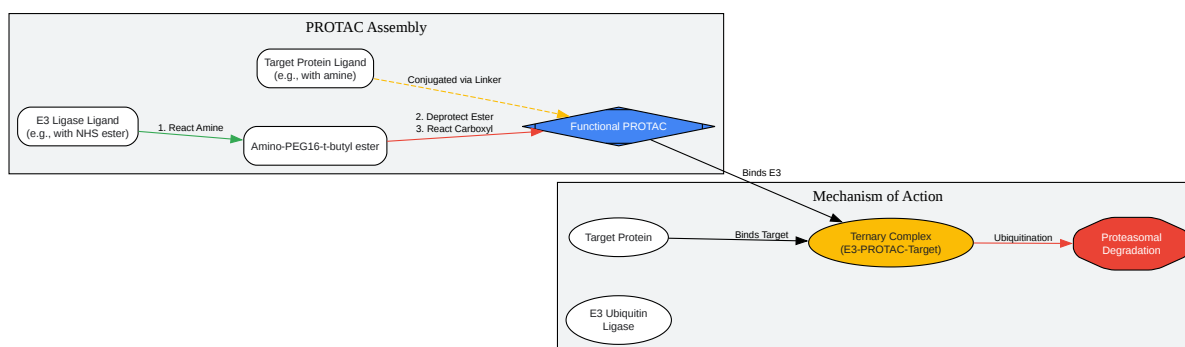 PROTAC Assembly
Target Protein Ligand
(e.g., with amine)
Conjugated via Linker
E3 Ligase Ligand
(e.g., with NHS ester)
1. React Amine
Amino-PEG16-t-butyl ester
2. Deprotect Ester
3. React Carboxyl
Functional PROTAC
Binds E3
Mechanism of Action
Target Protein
Binds Target
Ternary Complex
(E3-PROTAC-Target)
Ubiquitination
Proteasomal
Degradation
E3 Ubiquitin
Ligase